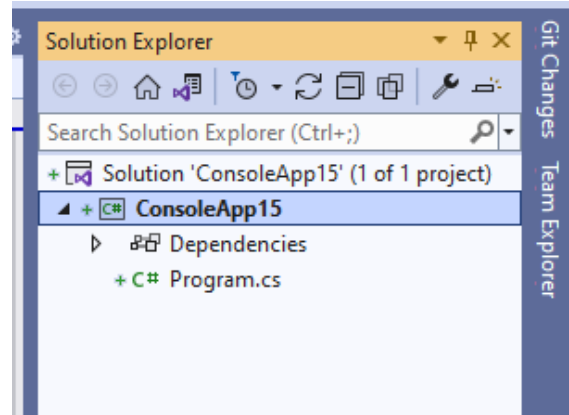 Solution Explorer
Search Solution Explorer (Ctrl+;)
Solution 'ConsoleApp15' (1 of 1 project)
C# ConsoleApp15
Dependencies
C# Program.cs
Git Changes
Team Explorer